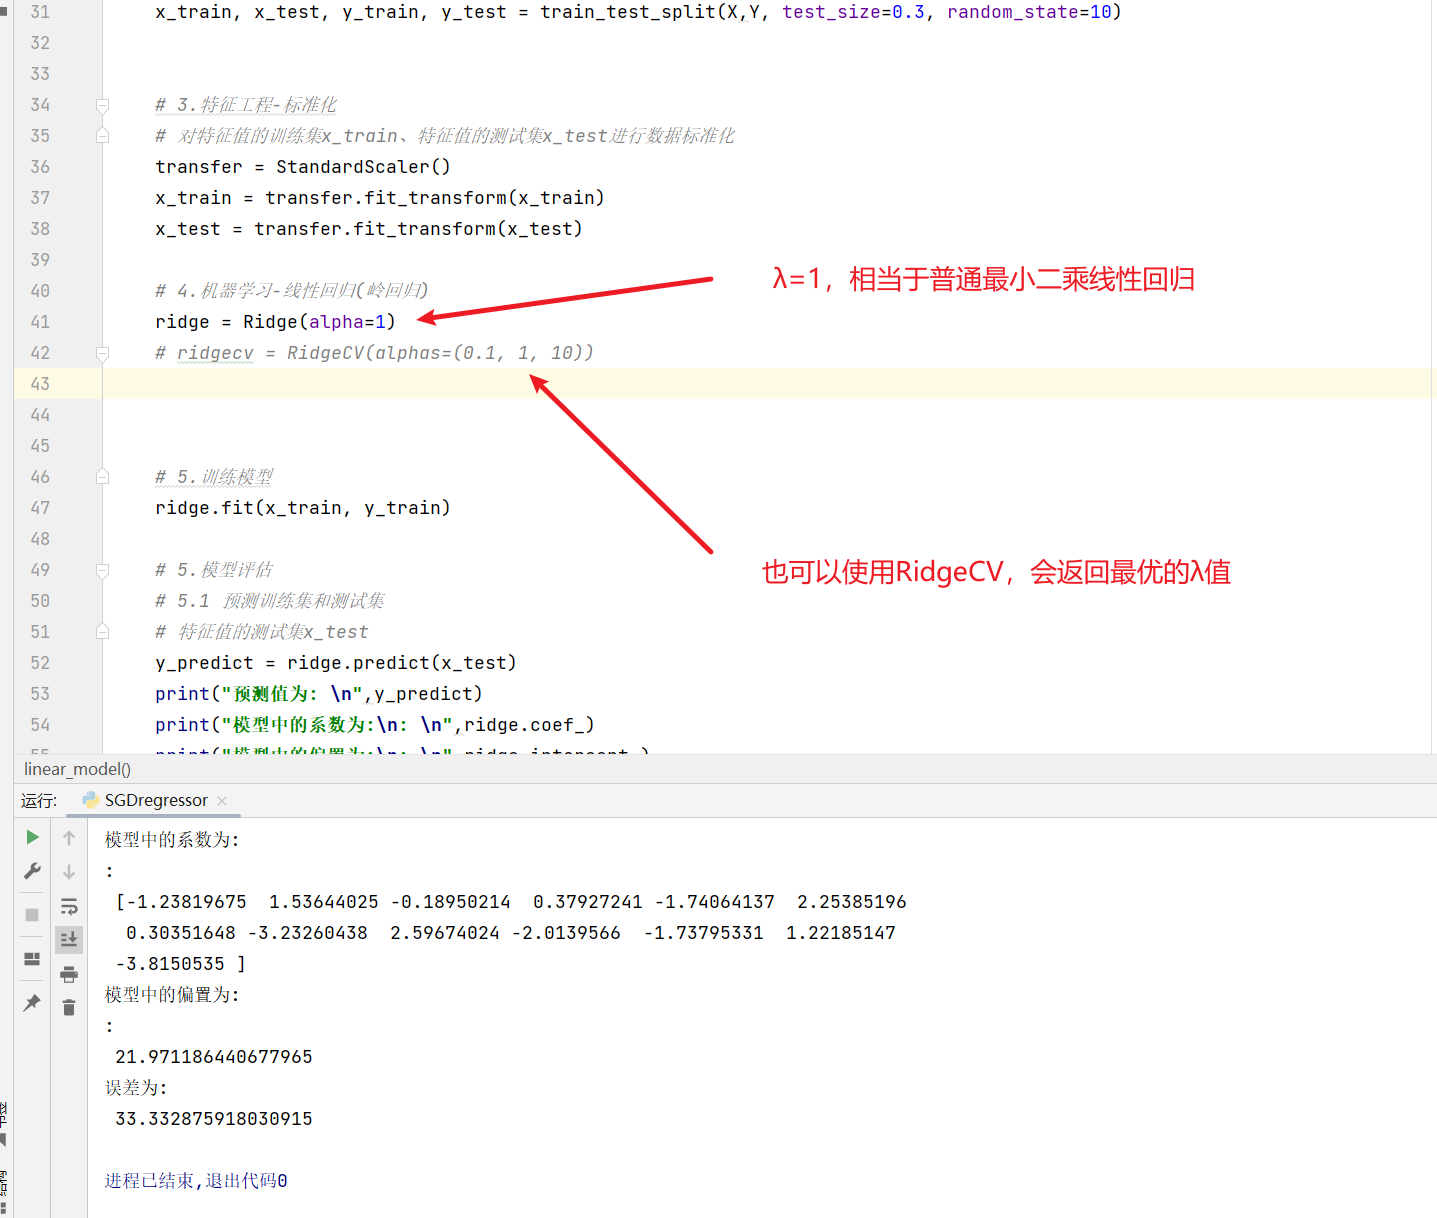 31 x_train, x_test, y_train, y_test = train_test_split(X,Y, test_size=0.3, random_state=10)
32
33
34 # 3.特征工程-标准化
35 # 对特征值的训练集x_train、特征值的测试集x_test进行数据标准化
36 transfer = StandardScaler()
37 x_train = transfer.fit_transform(x_train)
38 x_test = transfer.fit_transform(x_test)
39
λ=1，相当于普通最小二乘线性回归
40 # 4.机器学习-线性回归(岭回归)
41 ridge = Ridge(alpha=1)
42 # ridgecv = RidgeCV(alphas=(0.1, 1, 10))
43
44
45
46 # 5.训练模型
47 ridge.fit(x_train, y_train)
48
49 # 5.模型评估
也可以使用RidgeCV，会返回最优的λ值
50 # 5.1 预测训练集和测试集
51 # 特征值的测试集x_test
52 y_predict = ridge.predict(x_test)
53 print("预测值为: \n",y_predict)
54 print("模型中的系数为:\n: \n",ridge.coef_)
55 print("模型中的偏置为:\n: \n",ridge.intercept_)
linear_model()
运行: SGDregressor
模型中的系数为:
:
[-1.23819675 1.53644025 -0.18950214 0.37927241 -1.74064137 2.25385196
0.30351648 -3.23260438 2.59674024 -2.0139566 -1.73795331 1.22185147
-3.8150535 ]
模型中的偏置为:
:
21.971186440677965
误差为:
33.332875918030915
进程已结束,退出代码0